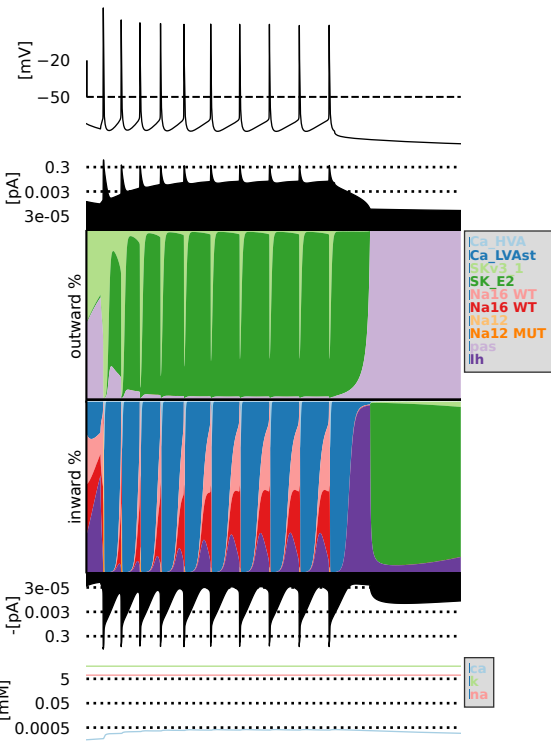 [mV]
−20
−50
[pA]
0.3
0.003
3e-05
outward %
Ca_HVA
Ca_LVAst
SKv3_1
SK_E2
Na16 WT
Na16 WT
Na12
Na12 MUT
pas
Ih
inward %
-[pA]
3e-05
0.003
0.3
[mM]
5
0.05
0.0005
ca
k
na